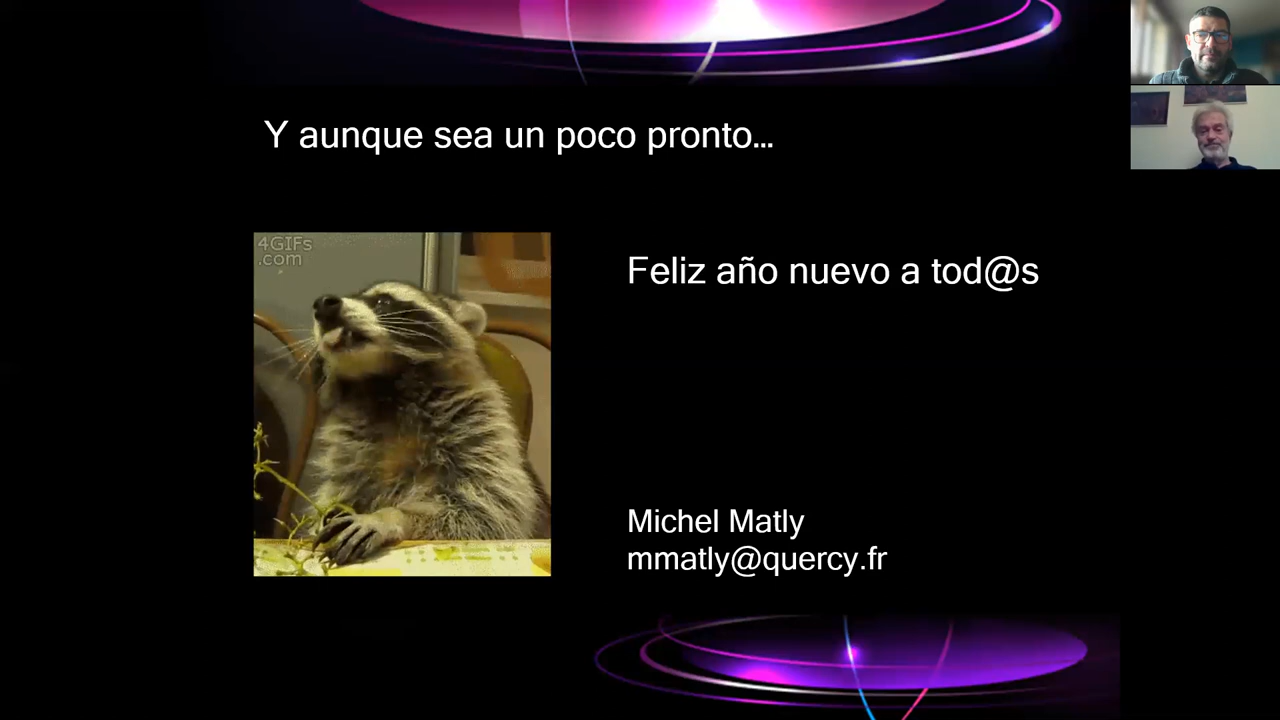 Y aunque sea un poco pronto...
4GIFs
.com
Feliz año nuevo a tod@s
Michel Matly
mmatly@quercy.fr